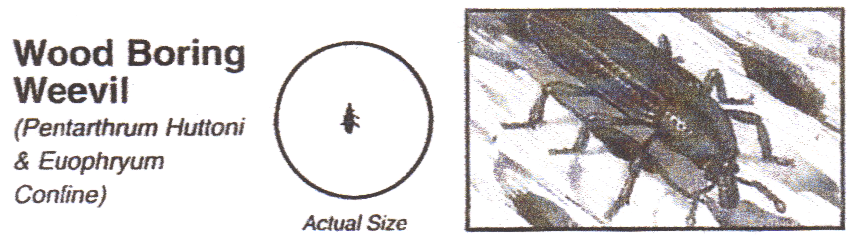 Wood Boring
Weevil
(Pentarthrum Huttoni
& Euophryum
Confine)
Actual Size